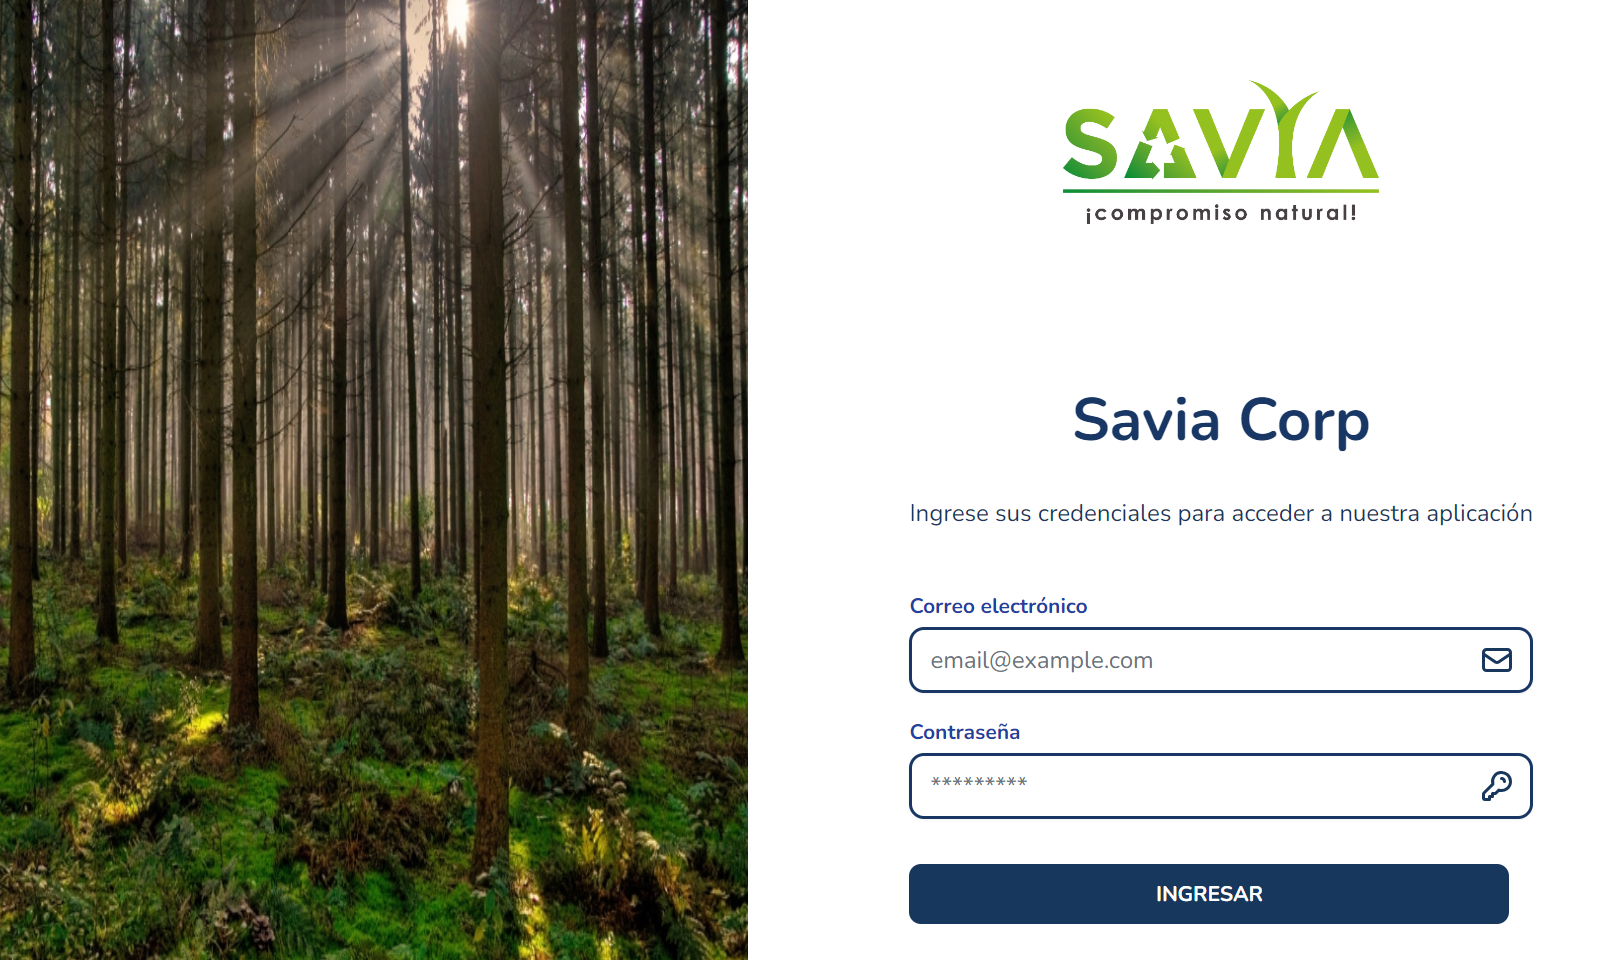 SAVIA
¡compromiso natural!
Savia Corp
Ingrese sus credenciales para acceder a nuestra aplicación
Correo electrónico
email@example.com
Contraseña
*********
INGRESAR